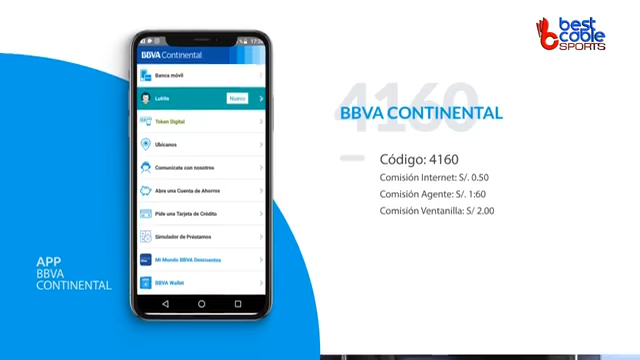 best
cable
SPORTS
BBVA Continental
Banca móvil
Lukita
Nuevo
Token Digital
Ubícanos
Comunícate con nosotros
Abre una Cuenta de Ahorros
Pide una Tarjeta de Crédito
Simulador de Préstamos
Mi Mundo BBVA Descuentos
BBVA Wallet
APP
BBVA
CONTINENTAL
4160
BBVA CONTINENTAL
Código: 4160
Comisión Internet: S/. 0.50
Comisión Agente: S/. 1:60
Comisión Ventanilla: S/ 2.00